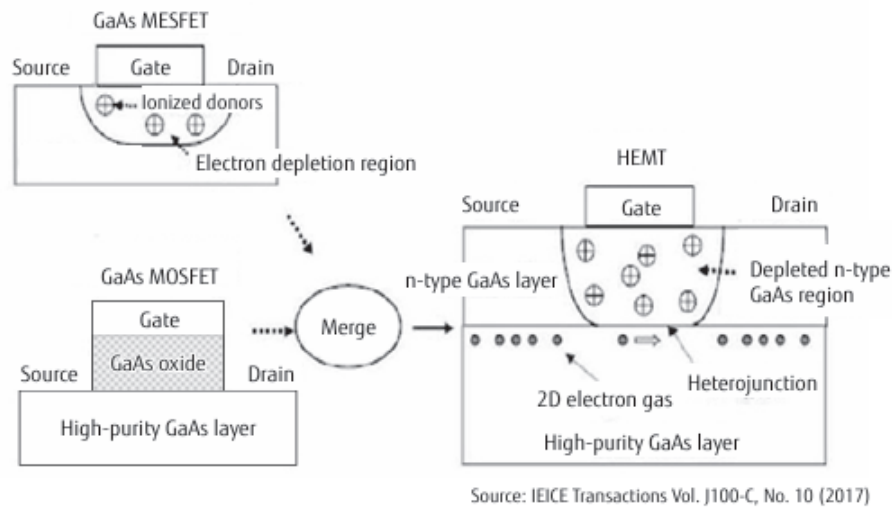 GaAs MESFET
Source
Gate
Drain
Ionized donors
Electron depletion region
GaAs MOSFET
Gate
GaAs oxide
Source
Drain
High-purity GaAs layer
Merge
HEMT
Source
Gate
Drain
n-type GaAs layer
Depleted n-type
GaAs region
2D electron gas
Heterojunction
High-purity GaAs layer
Source: IEICE Transactions Vol. J100-C, No. 10 (2017)